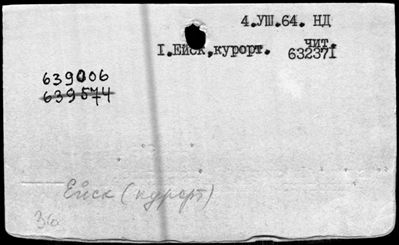 4.УШ.64. НД
I.Ейск,курорт. чит.
632371
639006
639574
Ейск (курорт)
36